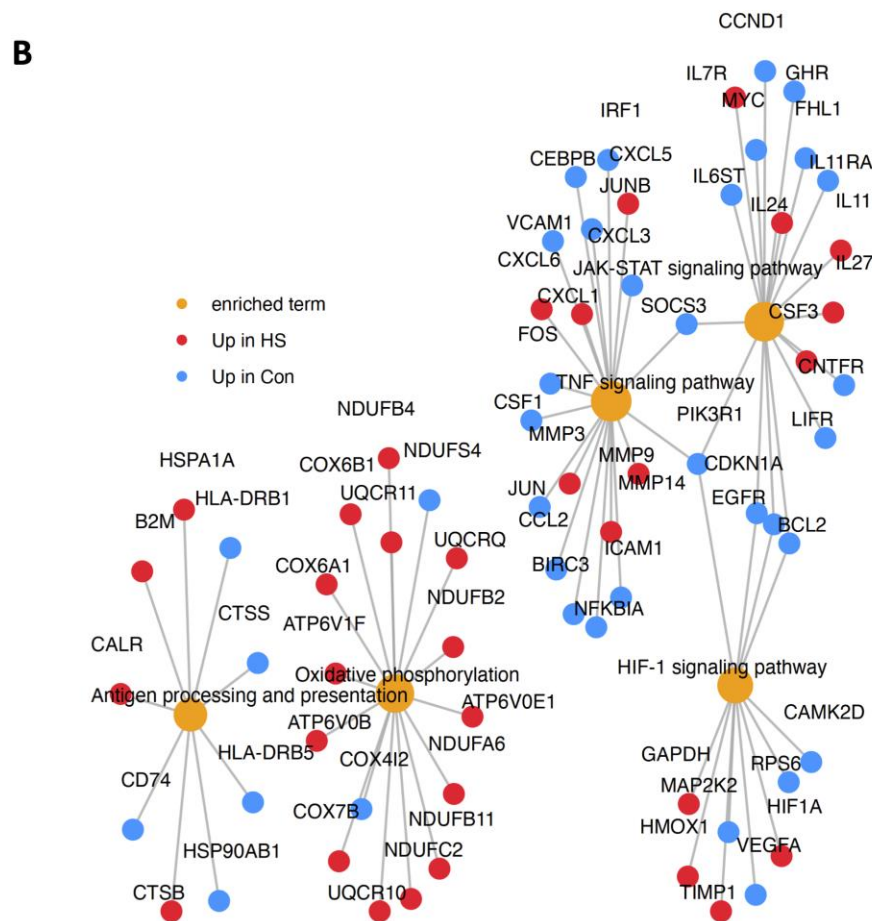 B
CCND1
IL7R
GHR
MYC
FHL1
IRF1
CEBPB
CXCL5
IL11RA
IL6ST
JUNB
IL24
IL11
VCAM1
CXCL3
CXCL6
JAK-STAT signaling pathway
IL27
enriched term
CXCL1
SOCS3
CSF3
FOS
Up in HS
CNTFR
Up in Con
TNF signaling pathway
CSF1
PIK3R1
LIFR
NDUFB4
MMP3
NDUFS4
MMP9
CDKN1A
HSPA1A
COX6B1
MMP14
HLA-DRB1
UQCR11
JUN
EGFR
B2M
CCL2
BCL2
UQCRQ
ICAM1
COX6A1
BIRC3
NDUFB2
CTSS
ATP6V1F
NFKBIA
CALR
Oxidative phosphorylation
HIF-1 signaling pathway
Antigen processing and presentation
ATP6V0E1
CAMK2D
ATP6V0B
NDUFA6
HLA-DRB5
COX4I2
GAPDH
RPS6
CD74
MAP2K2
COX7B
NDUFB11
HIF1A
HMOX1
HSP90AB1
NDUFC2
VEGFA
CTSB
UQCR10
TIMP1